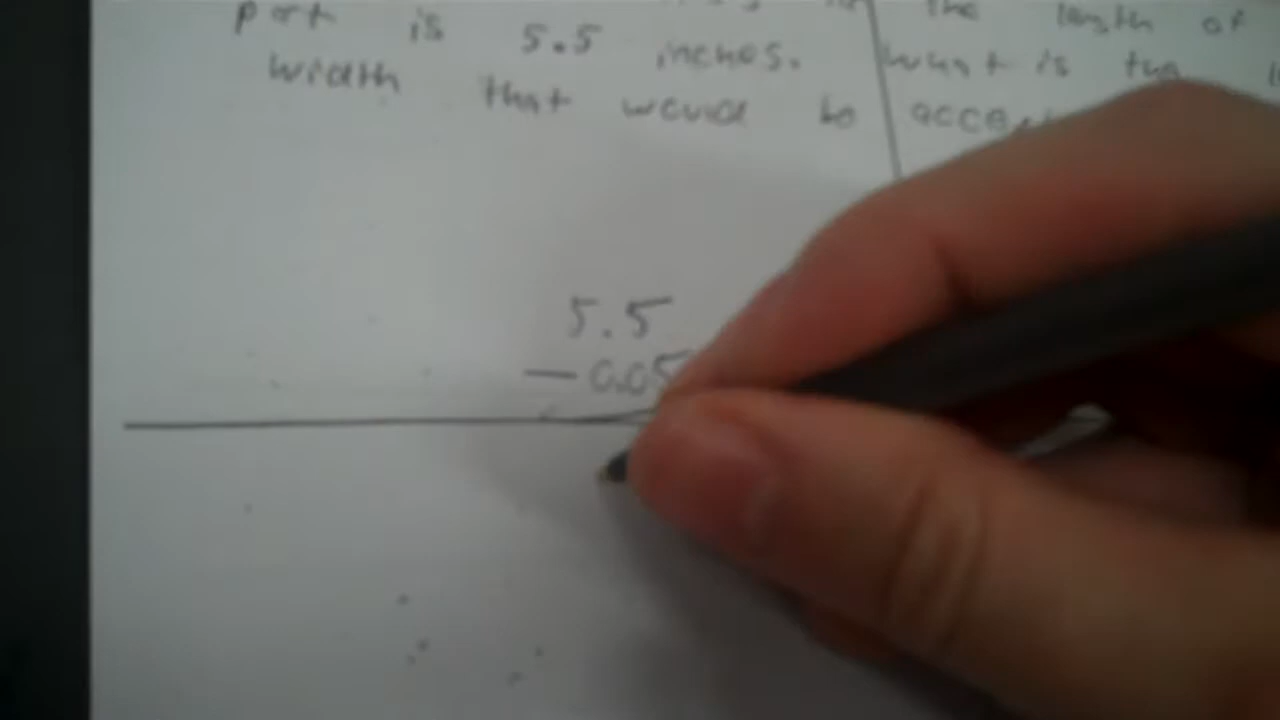 the length of
part is 5.5 inches. What is the
width that would be
5.5
- 0.05